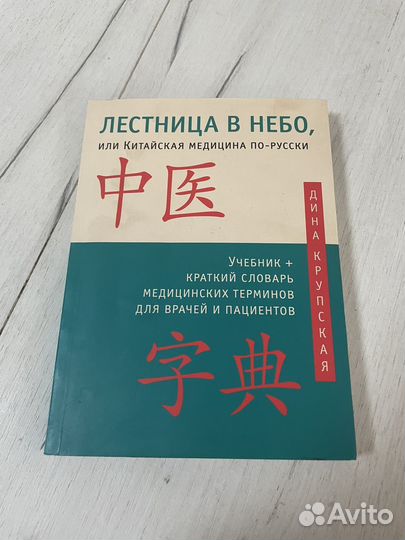 ЛЕСТНИЦА В НЕБО,
ИЛИ КИТАЙСКАЯ МЕДИЦИНА ПО-РУССКИ
中医
ДИНА КРУПСКАЯ
УЧЕБНИК +
КРАТКИЙ СЛОВАРЬ
МЕДИЦИНСКИХ ТЕРМИНОВ
ДЛЯ ВРАЧЕЙ И ПАЦИЕНТОВ
字典
Avito